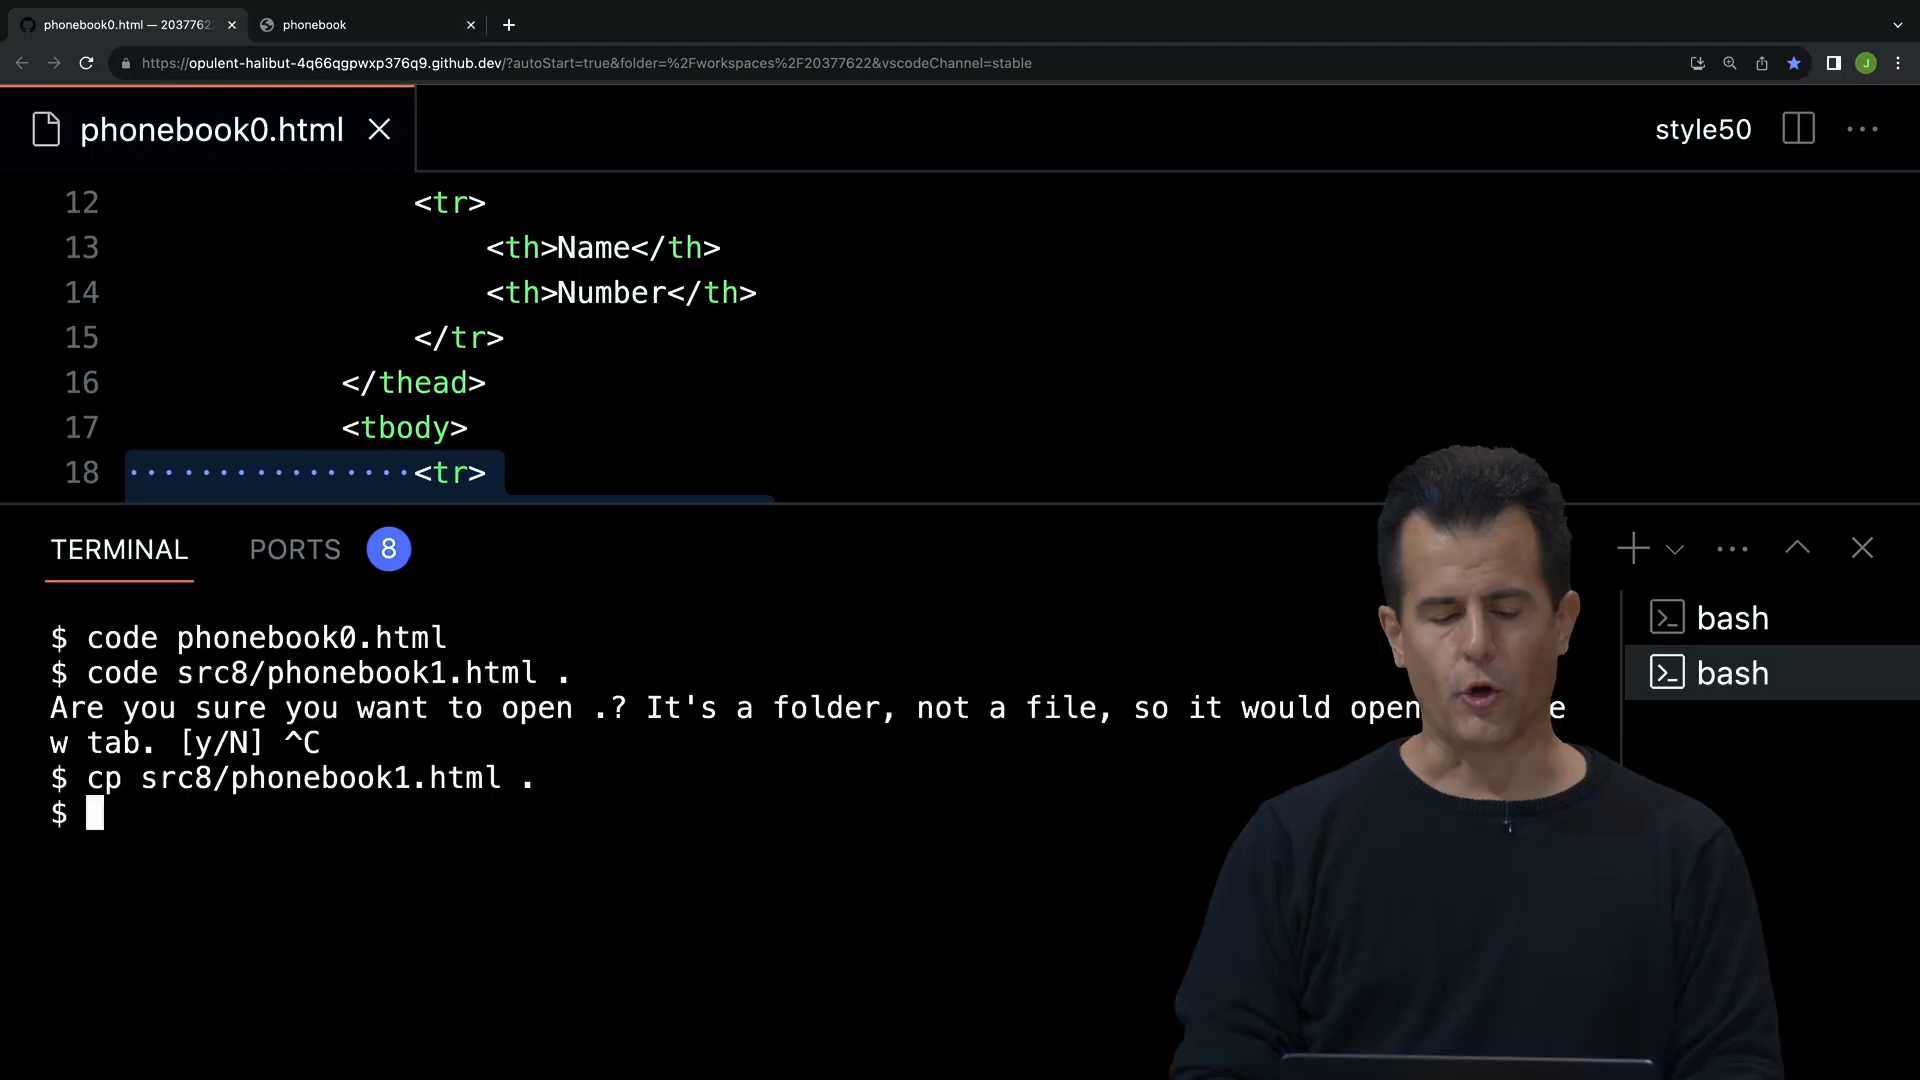 phonebook0.html — 2037762
phonebook
https://opulent-halibut-4q66qgpwxp376q9.github.dev/?autoStart=true&folder=%2Fworkspaces%2F20377622&vscodeChannel=stable
J
phonebook0.html
style50
12 <tr>
13 <th>Name</th>
14 <th>Number</th>
15 </tr>
16 </thead>
17 <tbody>
18 <tr>
TERMINAL PORTS 8
$ code phonebook0.html
$ code src8/phonebook1.html .
Are you sure you want to open .? It's a folder, not a file, so it would open e
w tab. [y/N] ^C
$ cp src8/phonebook1.html .
$
bash
bash